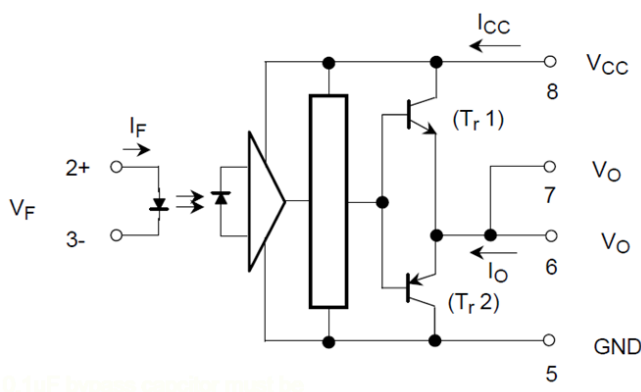 I_CC
V_CC
8
(T_r 1)
I_F
2+
V_O
7
V_F
3-
V_O
6
I_O
(T_r 2)
GND
5